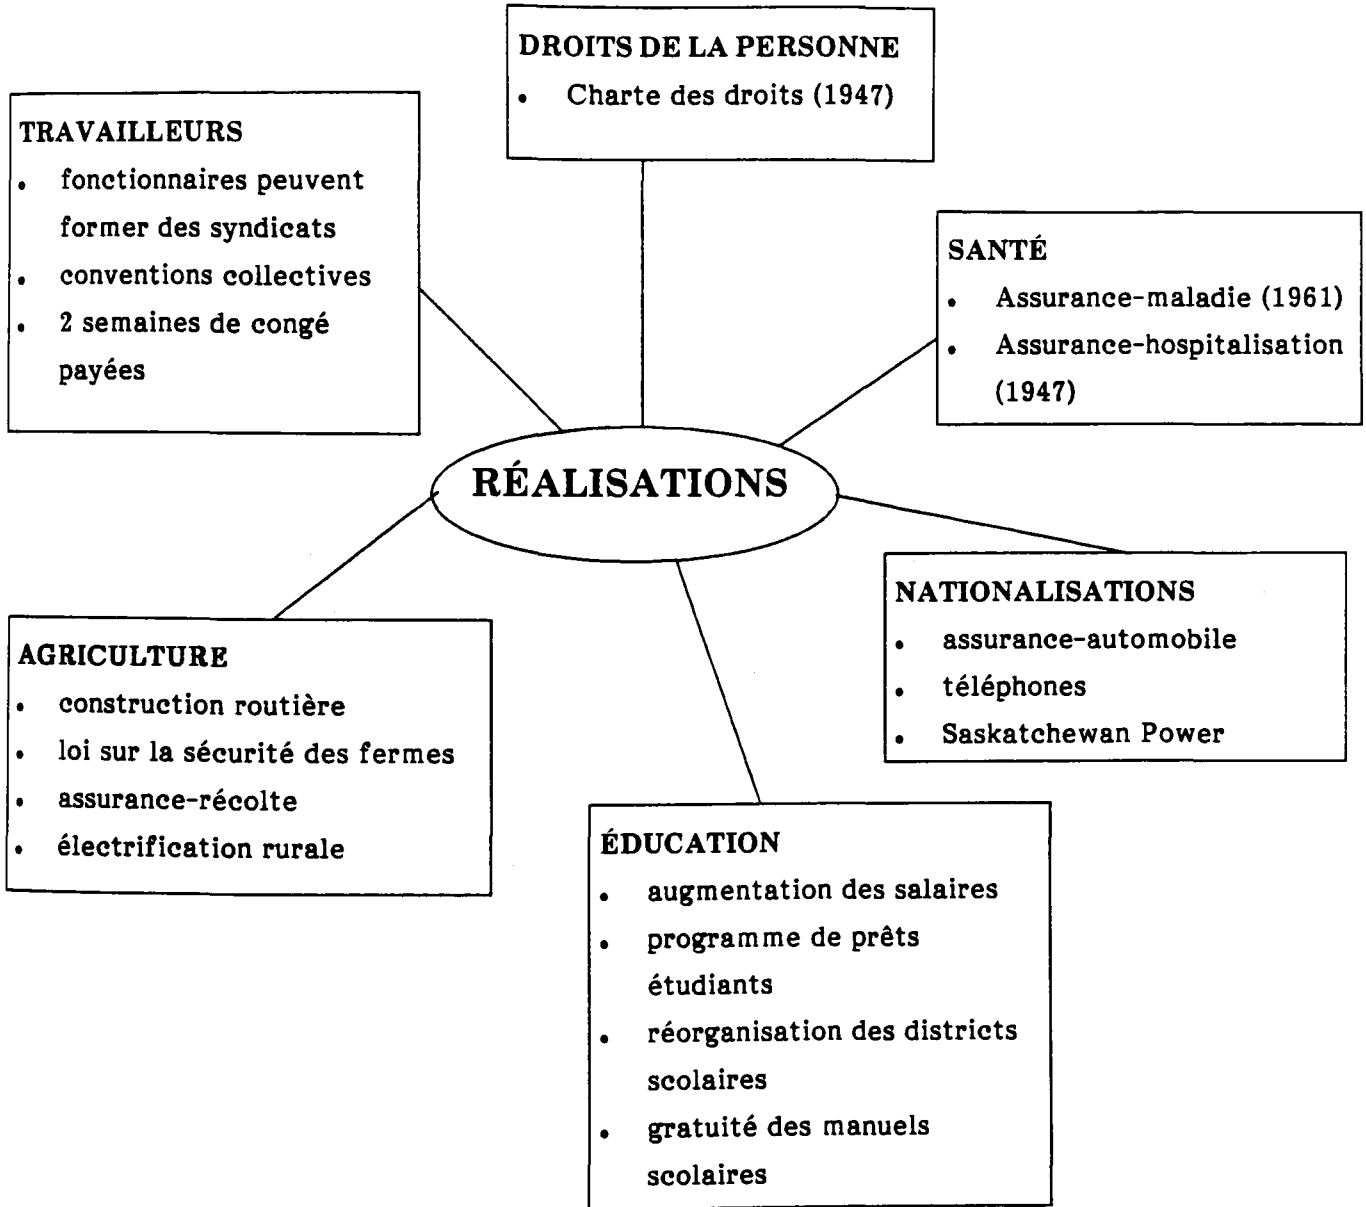 DROITS DE LA PERSONNE
• Charte des droits (1947)
TRAVAILLEURS
• fonctionnaires peuvent
former des syndicats
• conventions collectives
• 2 semaines de congé
payées
SANTÉ
• Assurance-maladie (1961)
• Assurance-hospitalisation
(1947)
RÉALISATIONS
NATIONALISATIONS
• assurance-automobile
• téléphones
• Saskatchewan Power
AGRICULTURE
• construction routière
• loi sur la sécurité des fermes
• assurance-récolte
• électrification rurale
ÉDUCATION
• augmentation des salaires
• programme de prêts
étudiants
• réorganisation des districts
scolaires
• gratuité des manuels
scolaires